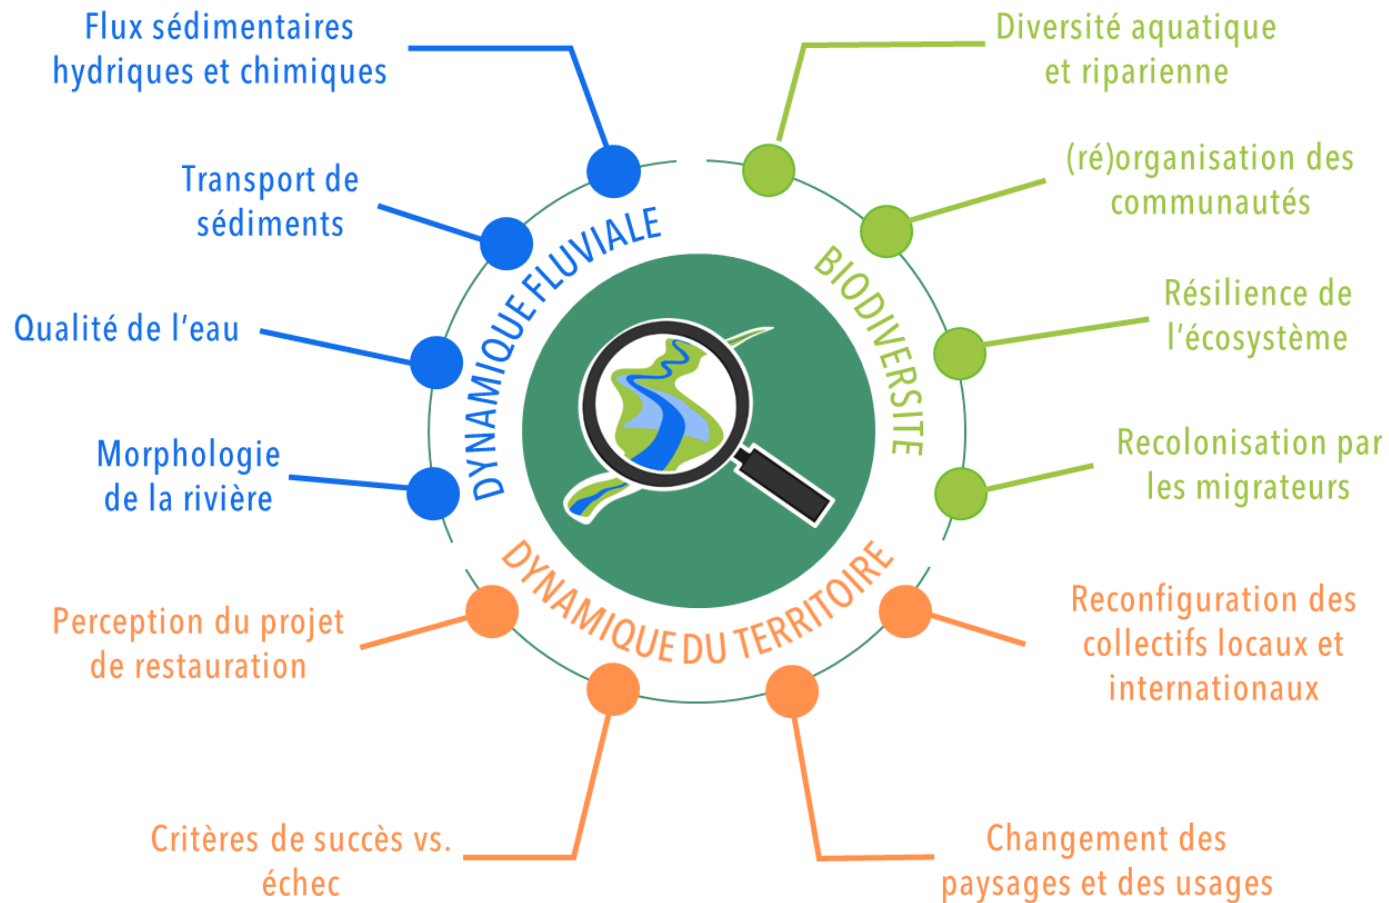 Flux sédimentaires
hydriques et chimiques
Transport de
sédiments
Qualité de l'eau
Morphologie
de la rivière
DYNAMIQUE FLUVIALE
Diversité aquatique
et riparienne
(ré)organisation des
communautés
Résilience de
l'écosystème
Recolonisation par
les migrateurs
BIODIVERSITE
Perception du projet
de restauration
Critères de succès vs.
échec
DYNAMIQUE DU TERRITOIRE
Reconfiguration des
collectifs locaux et
internationaux
Changement des
paysages et des usages